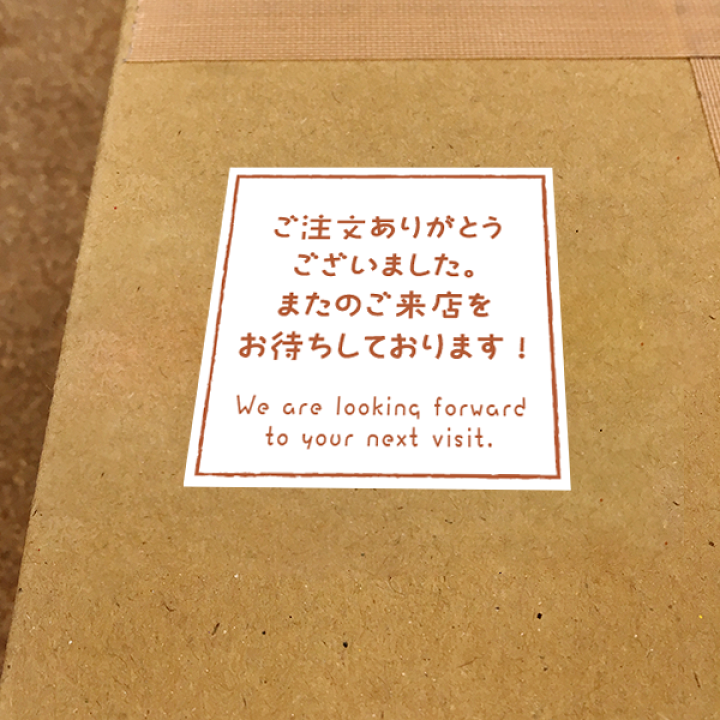 ご注文ありがとう
ございました。
またのご来店を
お待ちしております！
We are looking forward
to your next visit.